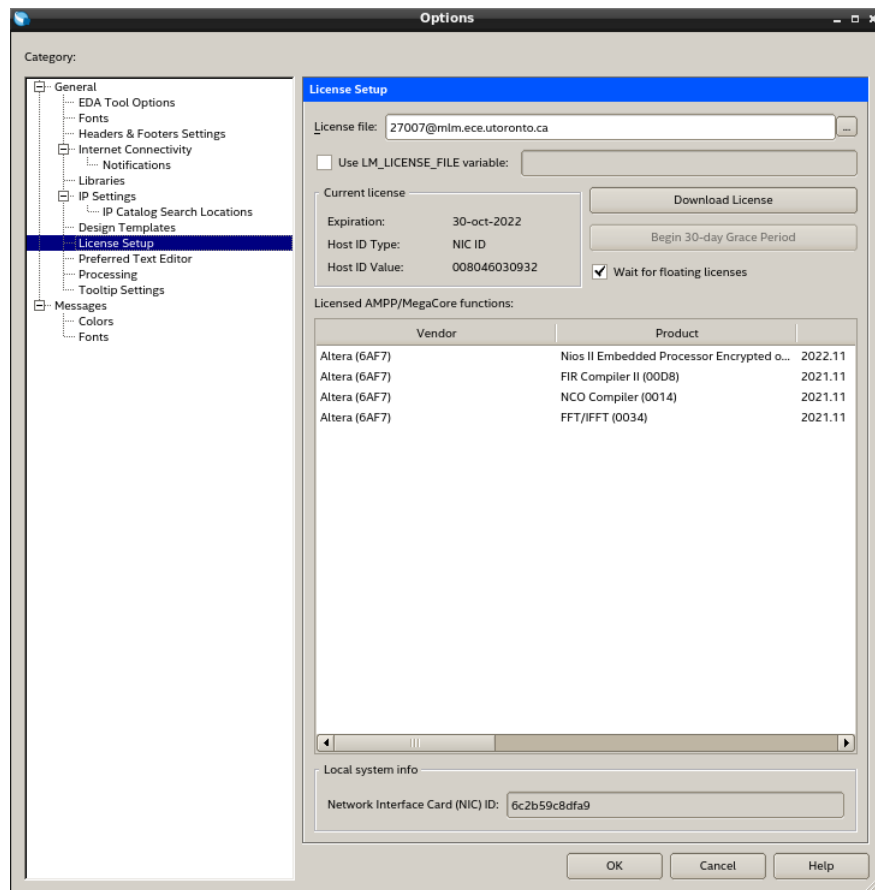 Options
Category:
General
EDA Tool Options
Fonts
Headers & Footers Settings
Internet Connectivity
Notifications
Libraries
IP Settings
IP Catalog Search Locations
Design Templates
License Setup
Preferred Text Editor
Processing
Tooltip Settings
Messages
Colors
Fonts
License Setup
License file: 27007@mlm.ece.utoronto.ca ...
Use LM_LICENSE_FILE variable:
Current license
Expiration: 30-oct-2022
Host ID Type: NIC ID
Host ID Value: 008046030932
Download License
Begin 30-day Grace Period
Wait for floating licenses
Licensed AMPP/MegaCore functions:
Vendor Product
Altera (6AF7) Nios II Embedded Processor Encrypted o... 2022.11
Altera (6AF7) FIR Compiler II (00D8) 2021.11
Altera (6AF7) NCO Compiler (0014) 2021.11
Altera (6AF7) FFT/IFFT (0034) 2021.11
Local system info
Network Interface Card (NIC) ID: 6c2b59c8dfa9
OK Cancel Help